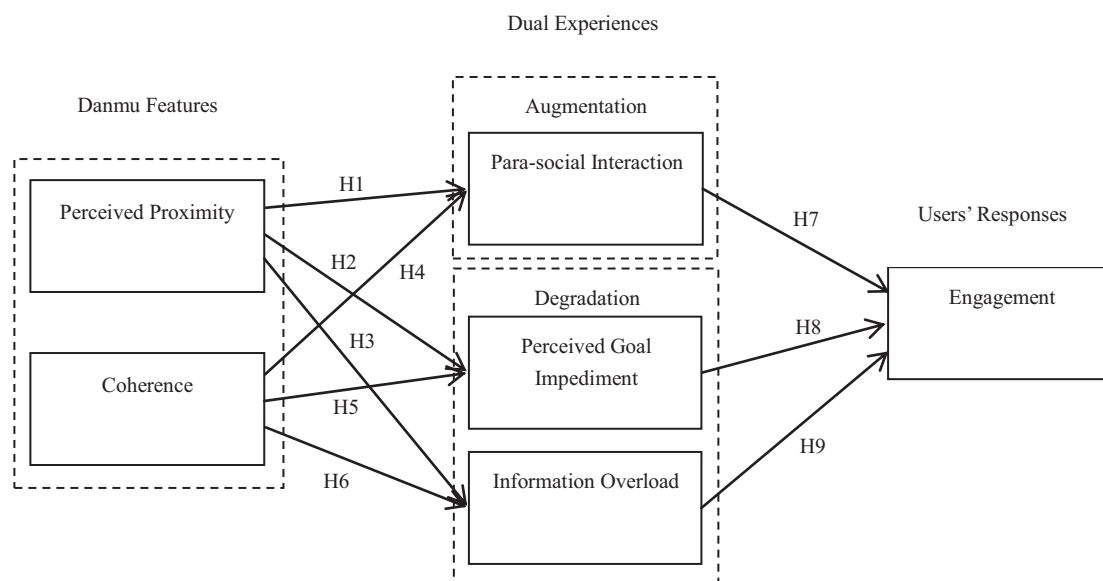 Dual Experiences
Danmu Features
Augmentation
Para-social Interaction
Perceived Proximity
H1
H7
Users’ Responses
H2
H4
Degradation
Engagement
H3
H8
Perceived Goal
Impediment
Coherence
H5
H9
H6
Information Overload